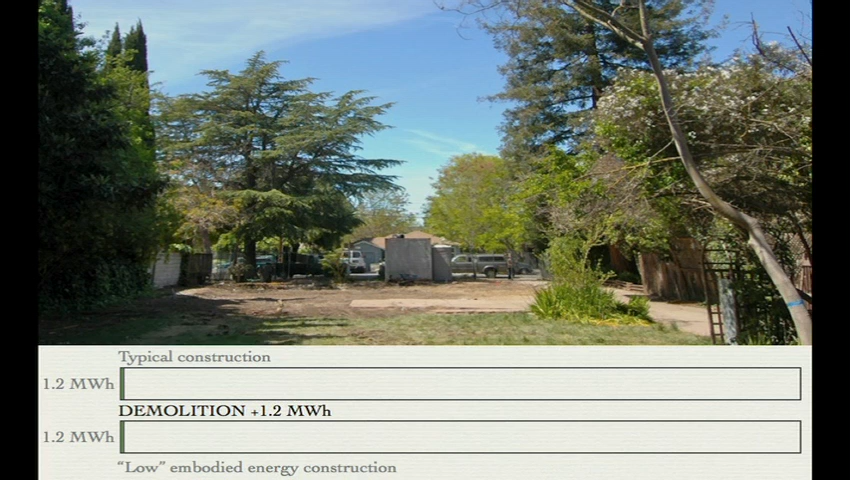 Typical construction
1.2 MWh
DEMOLITION +1.2 MWh
1.2 MWh
“Low” embodied energy construction